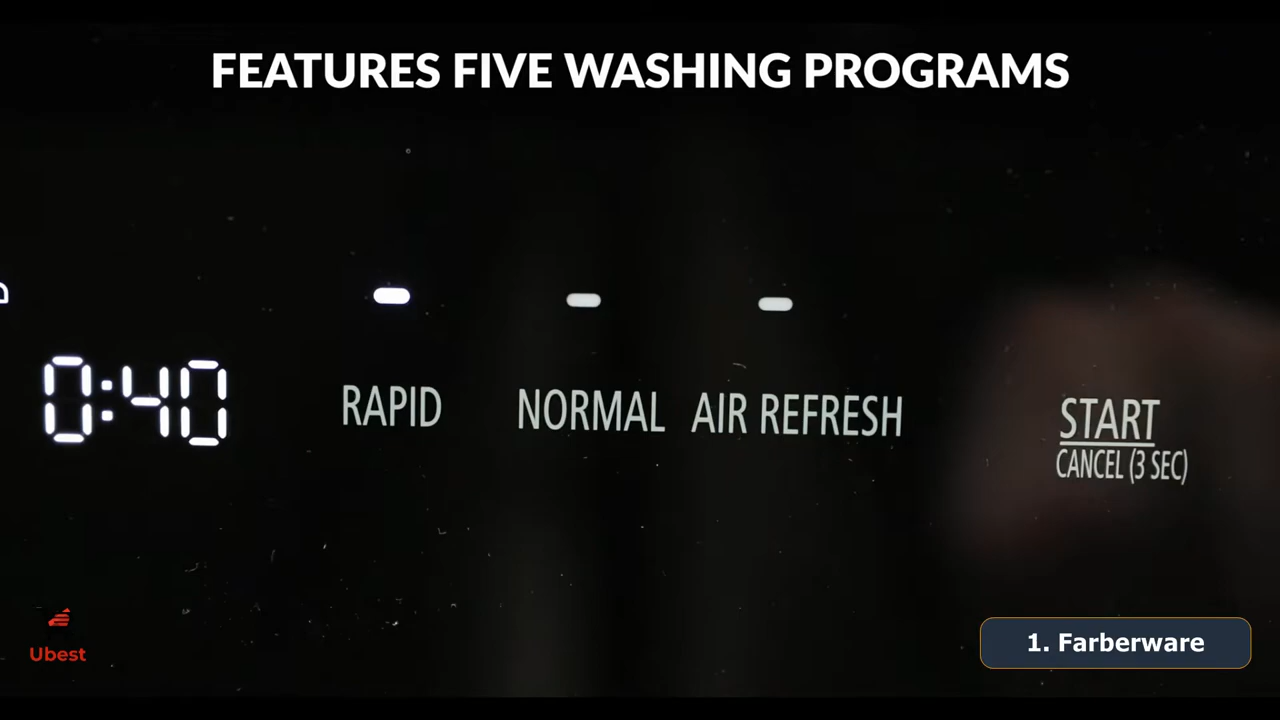 FEATURES FIVE WASHING PROGRAMS
0:40
RAPID
NORMAL
AIR REFRESH
START
CANCEL (3 SEC)
Ubest
1. Farberware